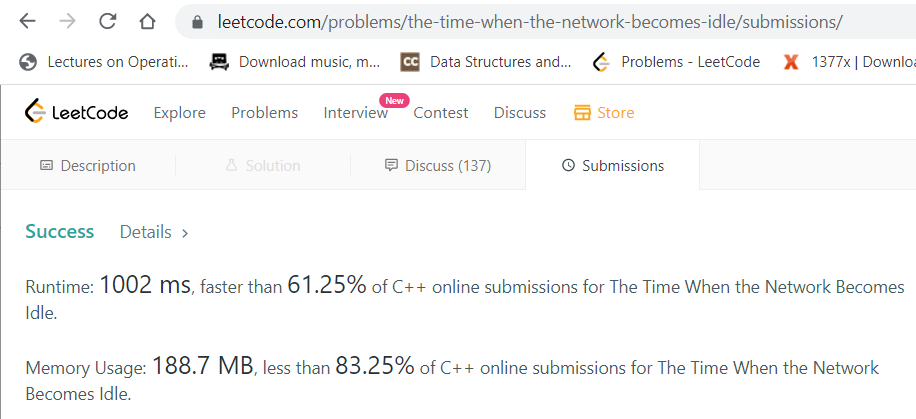 leetcode.com/problems/the-time-when-the-network-becomes-idle/submissions/
Lectures on Operati... Download music, m... CC Data Structures and... Problems - LeetCode X 1377x | Downloa
LeetCode Explore Problems Interview New Contest Discuss Store
Description Solution Discuss (137) Submissions
Success Details >
Runtime: 1002 ms, faster than 61.25% of C++ online submissions for The Time When the Network Becomes
Idle.
Memory Usage: 188.7 MB, less than 83.25% of C++ online submissions for The Time When the Network
Becomes Idle.